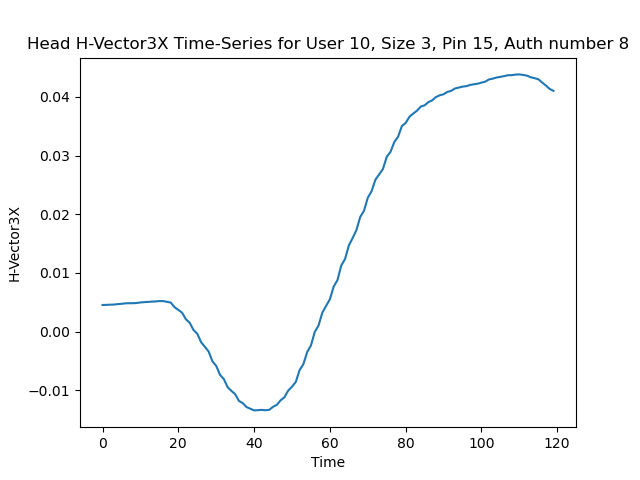 Head H-Vector3X Time-Series for User 10, Size 3, Pin 15, Auth number 8
H-Vector3X
0.04
0.03
0.02
0.01
0.00
−0.01
0 20 40 60 80 100 120
Time